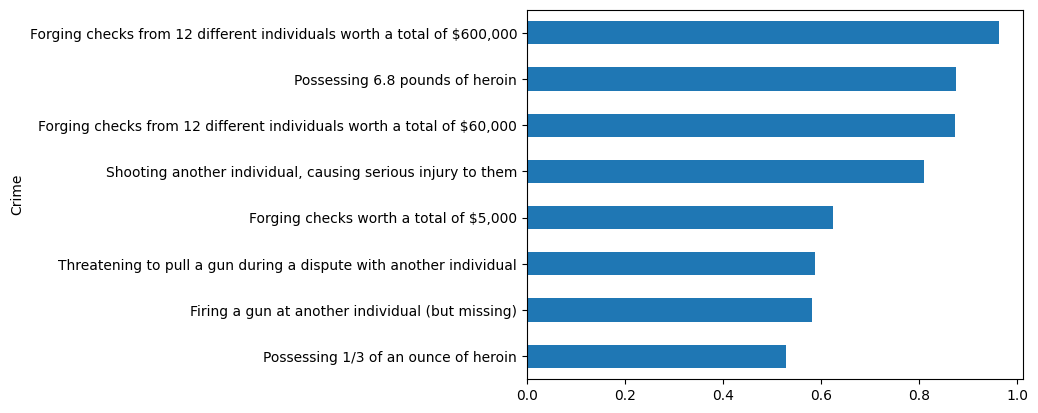 Crime
Forging checks from 12 different individuals worth a total of $600,000
Possessing 6.8 pounds of heroin
Forging checks from 12 different individuals worth a total of $60,000
Shooting another individual, causing serious injury to them
Forging checks worth a total of $5,000
Threatening to pull a gun during a dispute with another individual
Firing a gun at another individual (but missing)
Possessing 1/3 of an ounce of heroin
0.0 0.2 0.4 0.6 0.8 1.0